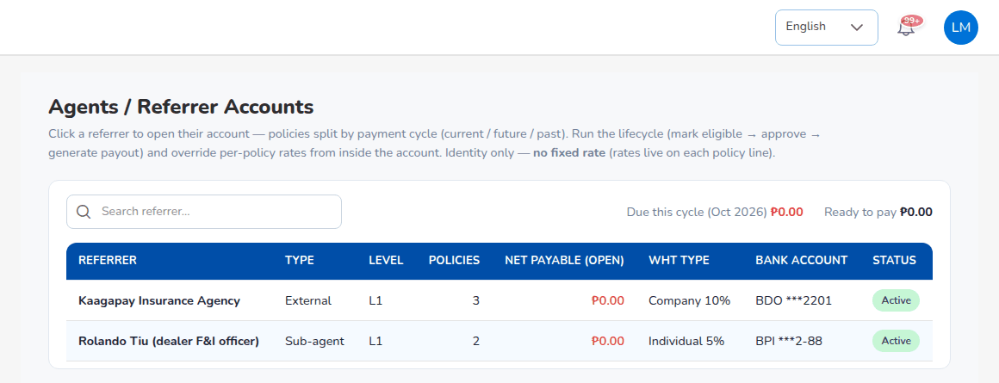 English
99+
LM
Agents / Referrer Accounts
Click a referrer to open their account — policies split by payment cycle (current / future / past). Run the lifecycle (mark eligible → approve →
generate payout) and override per-policy rates from inside the account. Identity only — no fixed rate (rates live on each policy line).
Search referrer...
Due this cycle (Oct 2026) ₱0.00 Ready to pay ₱0.00
REFERRER TYPE LEVEL POLICIES NET PAYABLE (OPEN) WHT TYPE BANK ACCOUNT STATUS
Kaagapay Insurance Agency External L1 3 ₱0.00 Company 10% BDO ***2201 Active
Rolando Tiu (dealer F&I officer) Sub-agent L1 2 ₱0.00 Individual 5% BPI ***2-88 Active